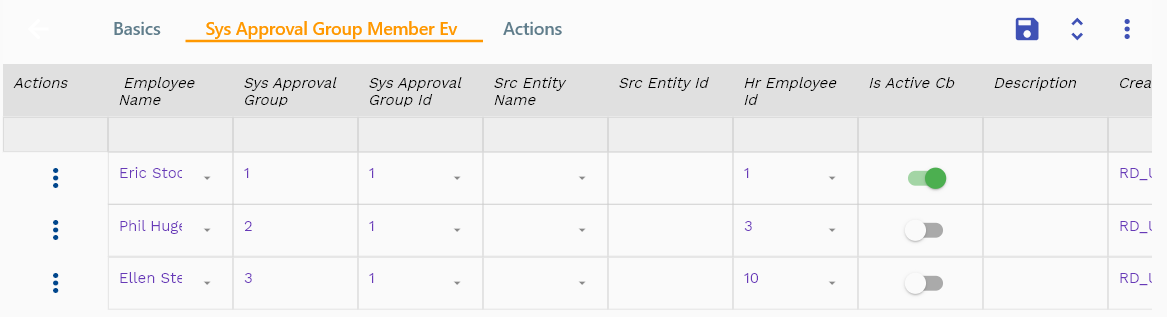 Basics Sys Approval Group Member Ev Actions
Actions Employee Name Sys Approval Group Sys Approval Group Id Src Entity Name Src Entity Id Hr Employee Id Is Active Cb Description Crea
Eric Stoc 1 1 1 RD_U
Phil Huge 2 1 3 RD_U
Ellen Ste 3 1 10 RD_U